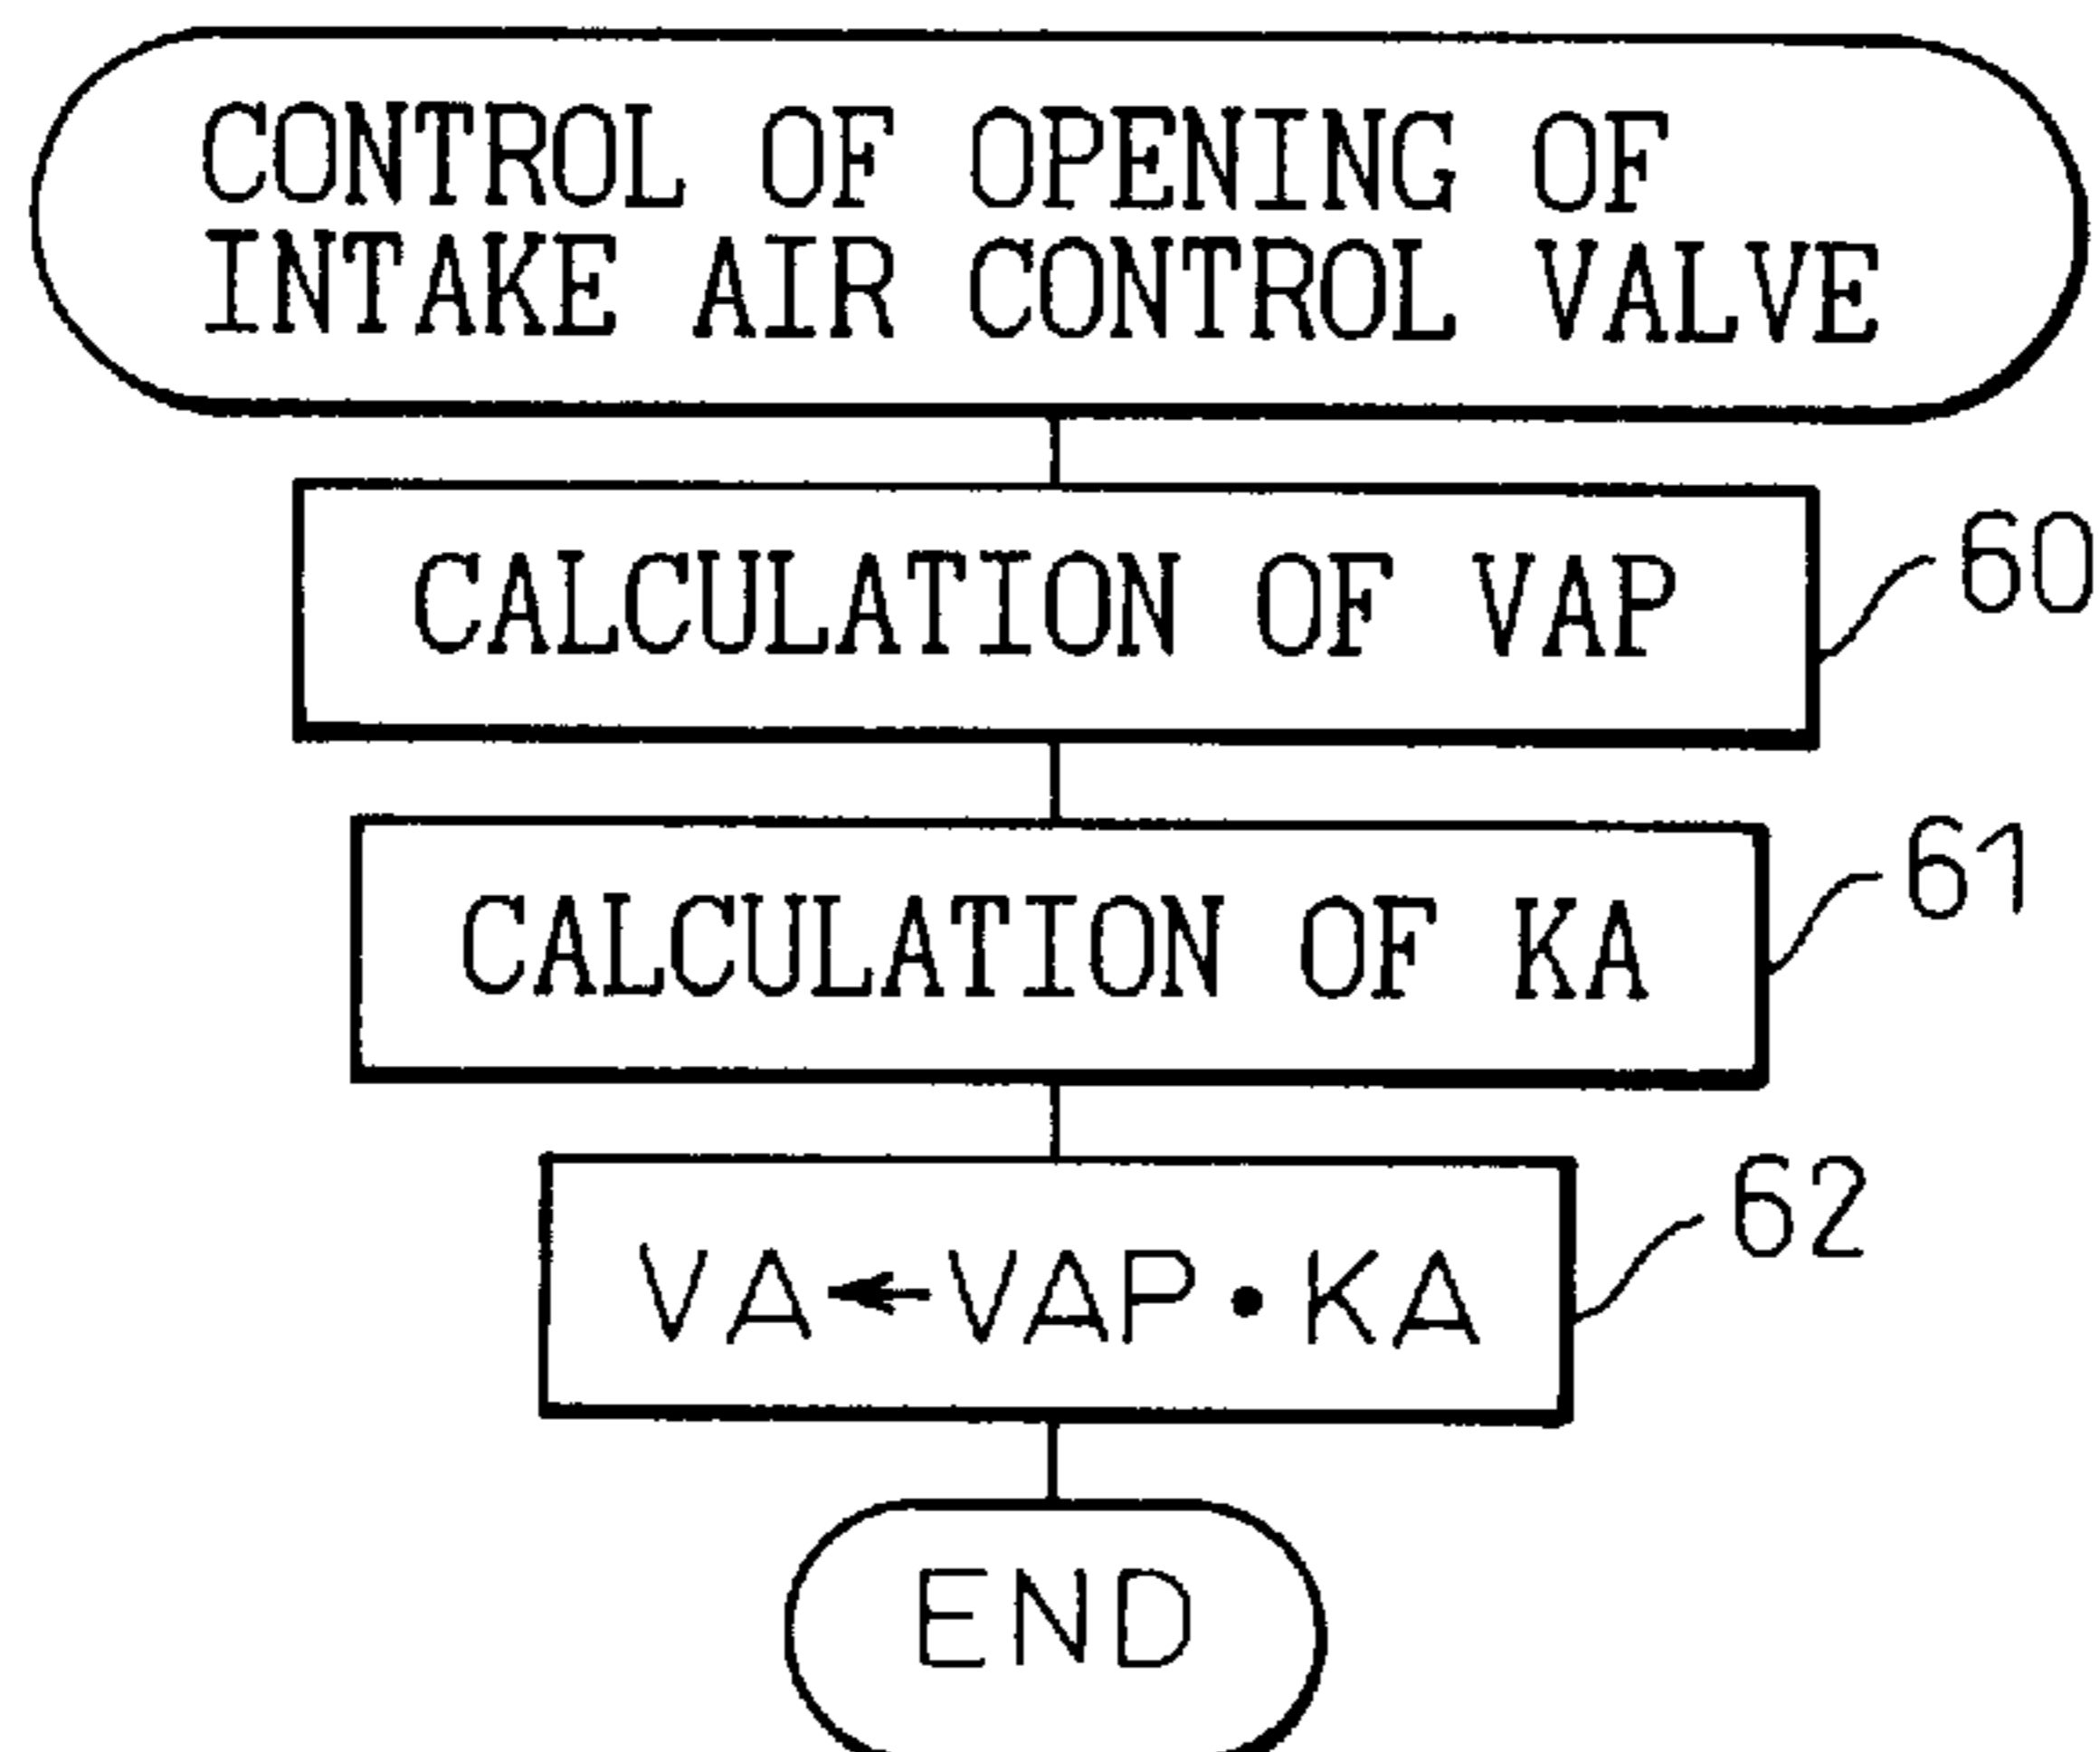 CONTROL OF OPENING OF
INTAKE AIR CONTROL VALVE
CALCULATION OF VAP
60
CALCULATION OF KA
61
VA←VAP•KA
62
END